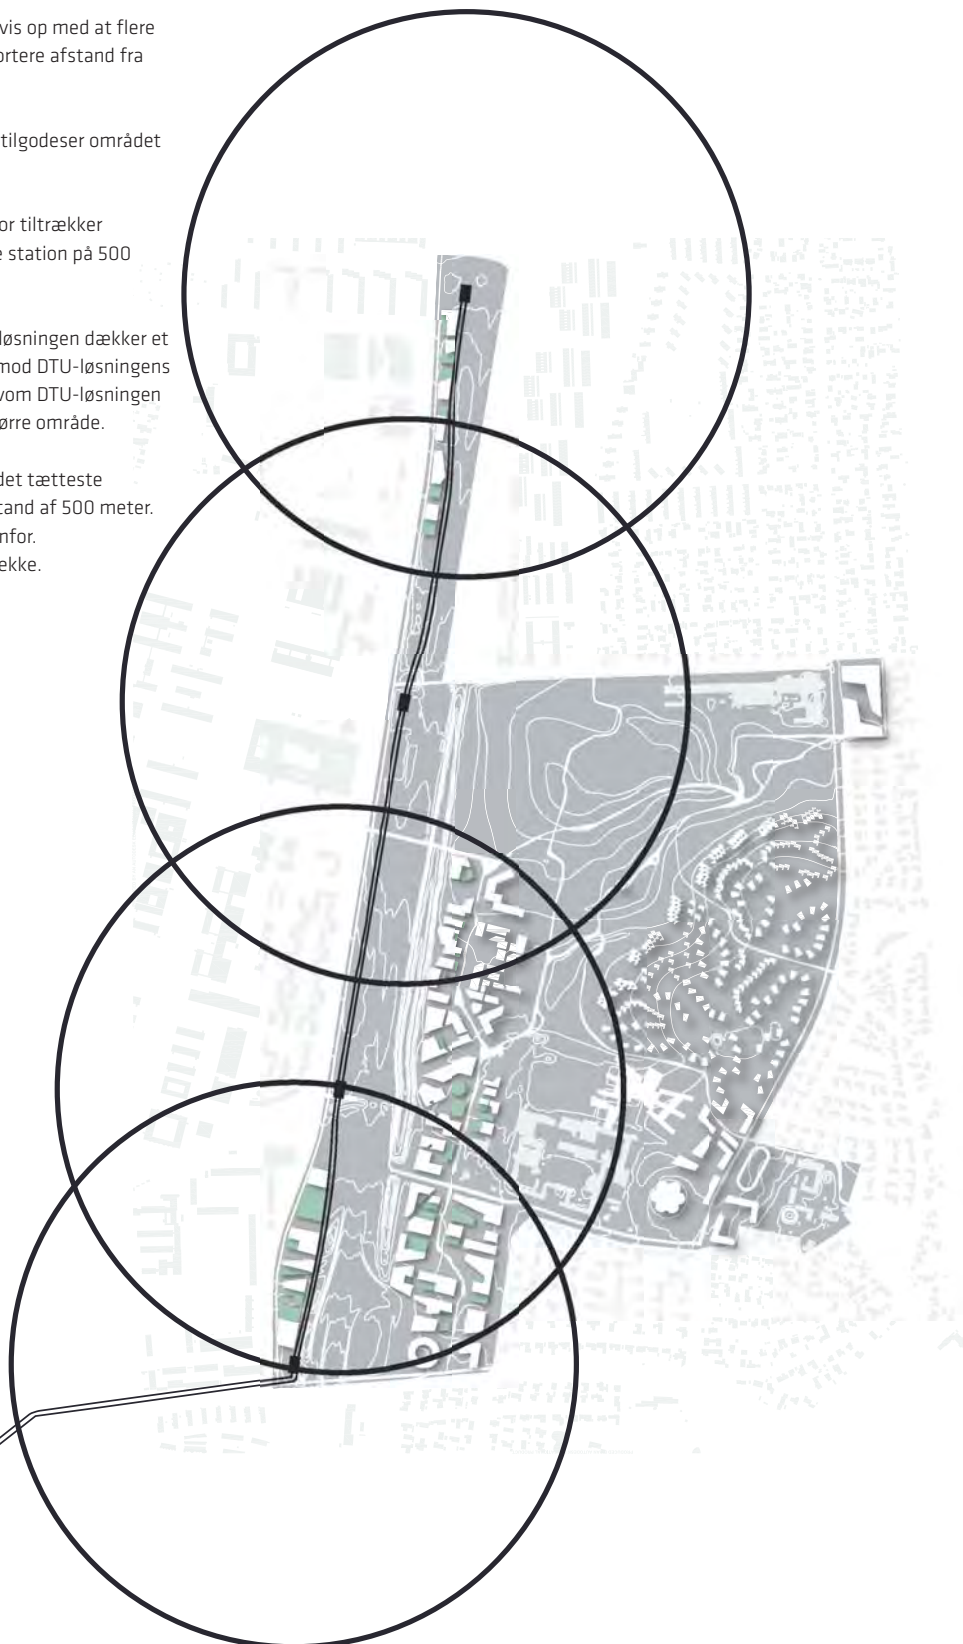 vis op med at flere
ortere afstand fra
tilgodeser området
or tiltrækker
e station på 500
løsningen dækker et
mod DTU-løsningens
vom DTU-løsningen
ørre område.
det tætteste
tand af 500 meter.
nfor.
ække.